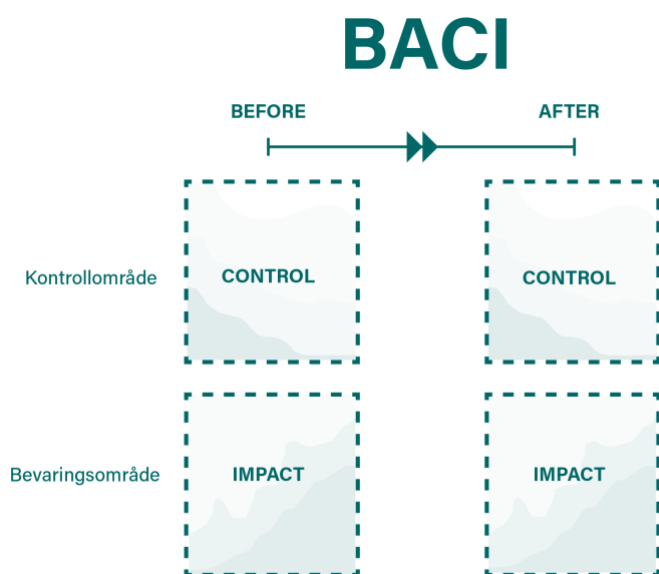 BACI
BEFORE AFTER
Kontrollområde CONTROL CONTROL
Bevaringsområde IMPACT IMPACT